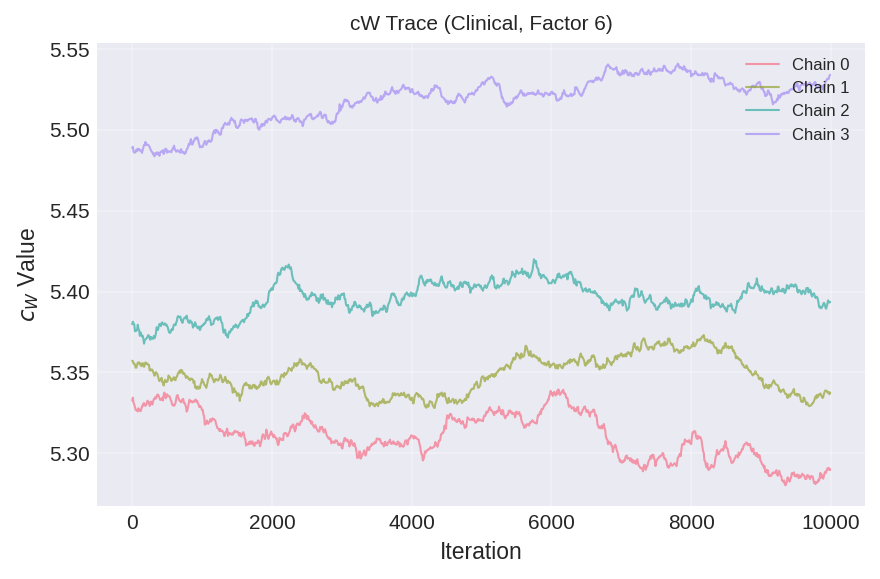 cW Trace (Clinical, Factor 6)
5.55
5.50
5.45
5.40
5.35
5.30
cW Value
Chain 0
Chain 1
Chain 2
Chain 3
0 2000 4000 6000 8000 10000
Iteration